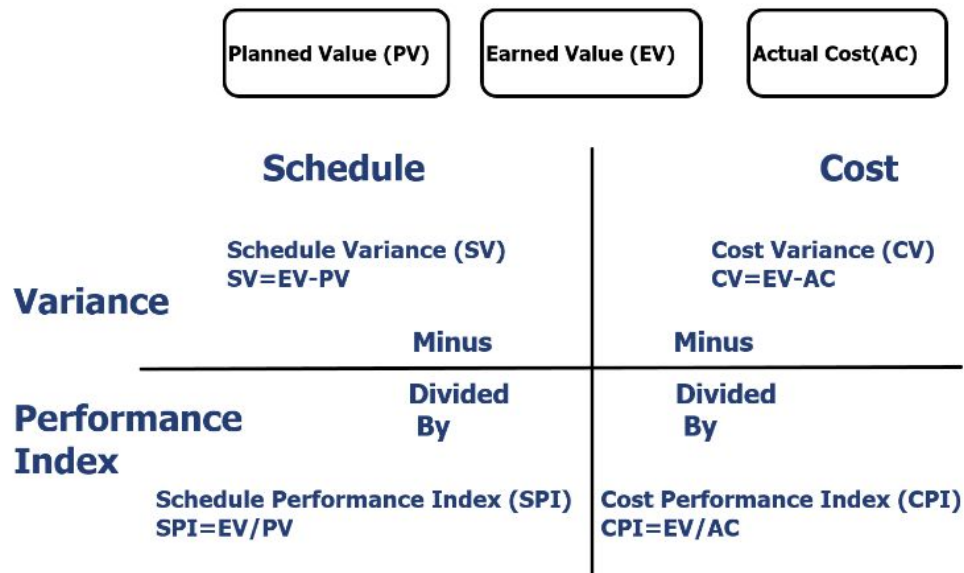 Planned Value (PV)
Earned Value (EV)
Actual Cost(AC)
Schedule
Cost
Schedule Variance (SV)
SV=EV-PV
Cost Variance (CV)
CV=EV-AC
Variance
Minus
Minus
Performance
Index
Divided
By
Divided
By
Schedule Performance Index (SPI)
SPI=EV/PV
Cost Performance Index (CPI)
CPI=EV/AC